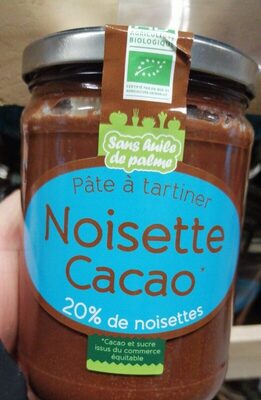 AGRICULTURE
BIOLOGIQUE
Sans huile
de palme
Pâte à tartiner
Noisette
Cacao*
20% de noisettes
*Cacao et sucre
issus du commerce
équitable